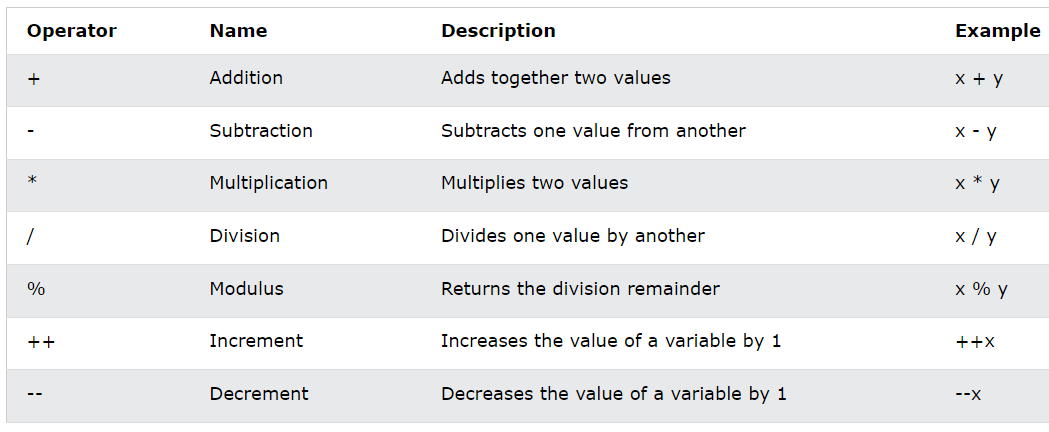 Operator Name Description Example
+ Addition Adds together two values x + y
- Subtraction Subtracts one value from another x - y
* Multiplication Multiplies two values x * y
/ Division Divides one value by another x / y
% Modulus Returns the division remainder x % y
++ Increment Increases the value of a variable by 1 ++x
-- Decrement Decreases the value of a variable by 1 --x